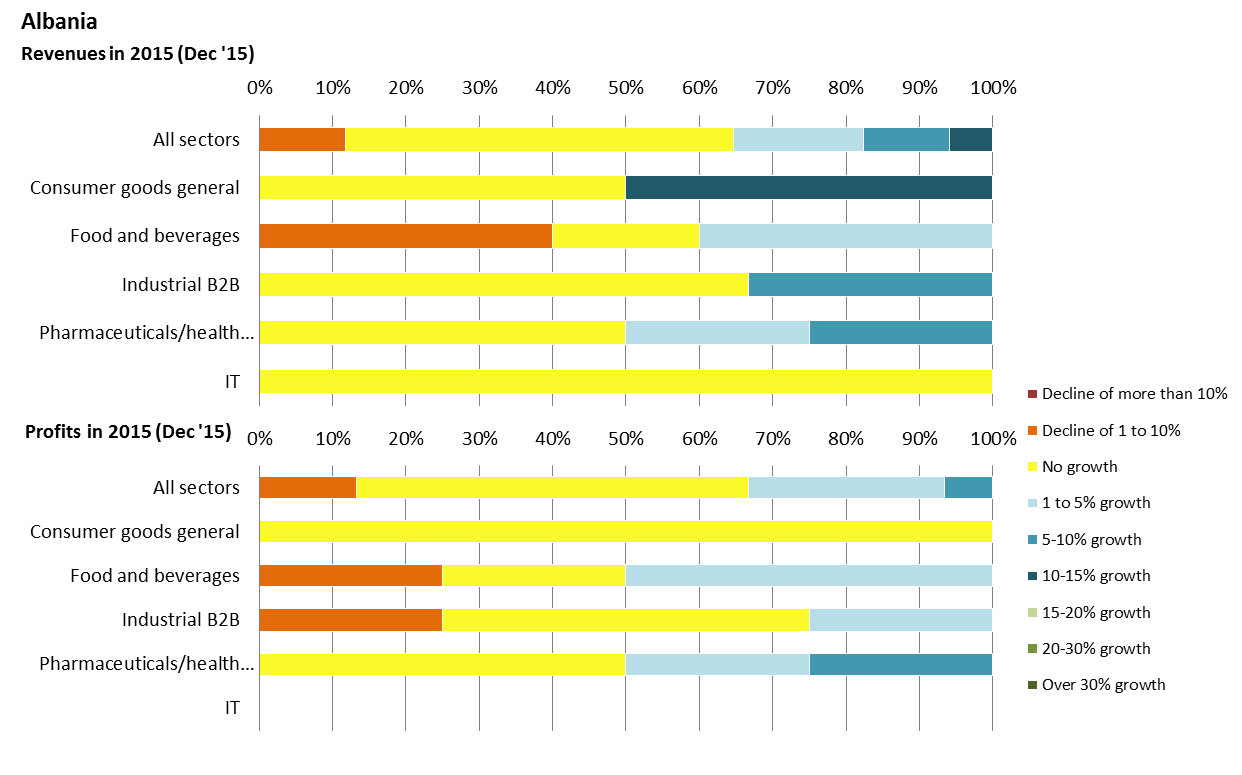 Albania
Revenues in 2015 (Dec '15)
0% 10% 20% 30% 40% 50% 60% 70% 80% 90% 100%
All sectors
Consumer goods general
Food and beverages
Industrial B2B
Pharmaceuticals/health...
IT
Profits in 2015 (Dec '15)
0% 10% 20% 30% 40% 50% 60% 70% 80% 90% 100%
All sectors
Consumer goods general
Food and beverages
Industrial B2B
Pharmaceuticals/health...
IT
Decline of more than 10%
Decline of 1 to 10%
No growth
1 to 5% growth
5-10% growth
10-15% growth
15-20% growth
20-30% growth
Over 30% growth